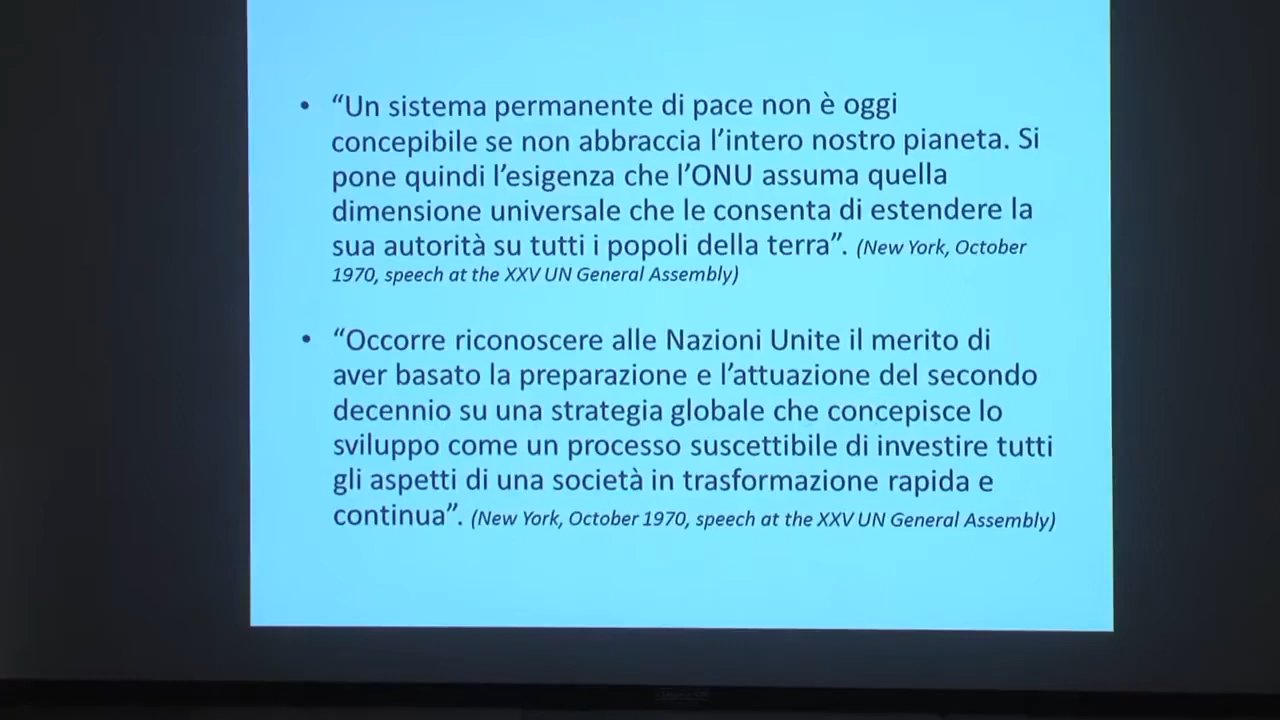 • “Un sistema permanente di pace non è oggi
concepibile se non abbraccia l’intero nostro pianeta. Si
pone quindi l’esigenza che l’ONU assuma quella
dimensione universale che le consenta di estendere la
sua autorità su tutti i popoli della terra”. (New York, October
1970, speech at the XXV UN General Assembly)
• “Occorre riconoscere alle Nazioni Unite il merito di
aver basato la preparazione e l’attuazione del secondo
decennio su una strategia globale che concepisce lo
sviluppo come un processo suscettibile di investire tutti
gli aspetti di una società in trasformazione rapida e
continua”. (New York, October 1970, speech at the XXV UN General Assembly)